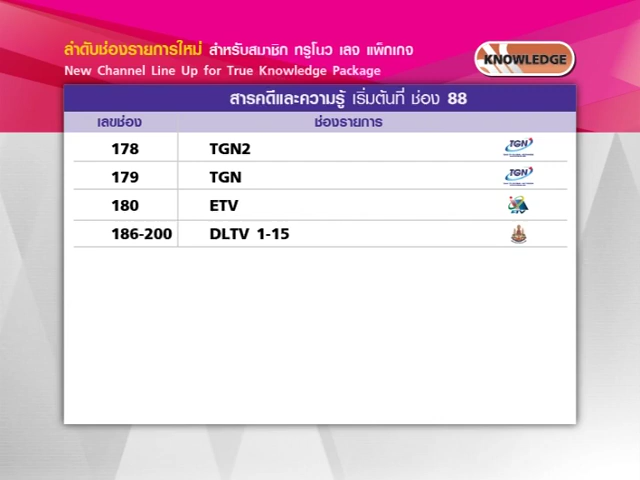 ลำดับช่องรายการใหม่ สำหรับสมาชิก ทรูโนว เลจ แพ็กเกจ
New Channel Line Up for True Knowledge Package
KNOWLEDGE
สารคดีและความรู้ เริ่มต้นที่ ช่อง 88
เลขช่อง ช่องรายการ
178 TGN2 TGN
179 TGN TGN
180 ETV ETV
186-200 DLTV 1-15